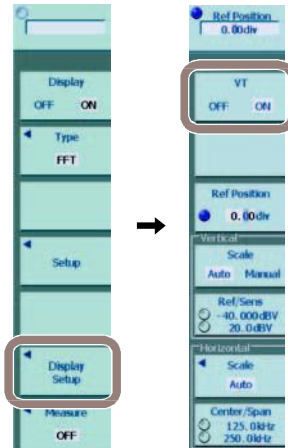 Display
OFF ON
Type
FFT
Setup
Display
Setup
Measure
OFF
Ref Position
0.00div
VT
OFF ON
Ref Position
0.00div
Vertical
Scale
Auto Manual
Ref/Sens
-40.000dBV
20.0dBV
Horizontal
Scale
Auto
Center/Span
125.0kHz
250.0kHz